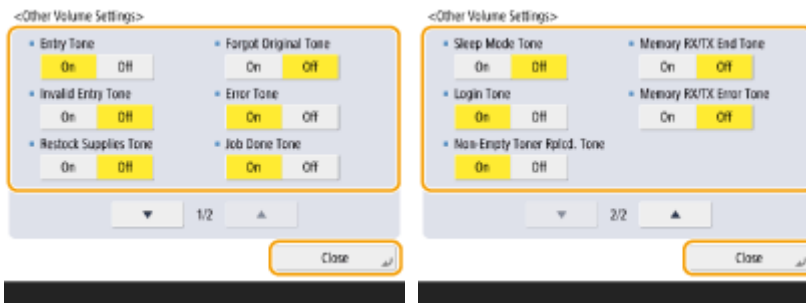 <Other Volume Settings>
Entry Tone
On Off
Forgot Original Tone
On Off
Invalid Entry Tone
On Off
Error Tone
On Off
Restock Supplies Tone
On Off
Job Done Tone
On Off
1/2
Close
<Other Volume Settings>
Sleep Mode Tone
On Off
Memory RX/TX End Tone
On Off
Login Tone
On Off
Memory RX/TX Error Tone
On Off
Non-Empty Toner Rplcd. Tone
On Off
2/2
Close